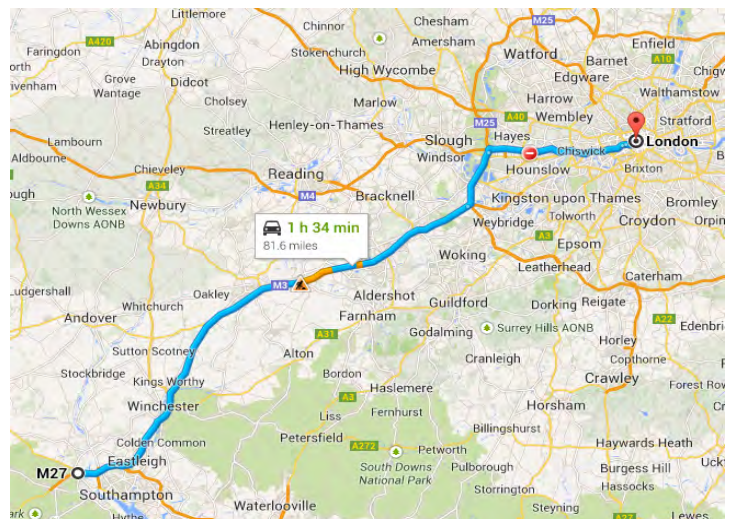 Littlemore
Chesham
M25
Chinnor
A420
Abingdon
Enfield
Amersham
Watford
Stokenchurch
Faringdon
Drayton
Barnet
A10
High Wycombe
Edgware
Grove
Didcot
Wantage
Harrow
Walthamstow
Cholsey
Marlow
A40
Wembley
Henley-on-Thames
M25
Stratford
Streatley
Hayes
Slough
London
Lambourn
Chiswick
Windsor
Aldbourne
Chieveley
Hounslow
Brixton
Reading
A34
M4
Bracknell
Kingston upon Thames
Bromley
Newbury
North Wessex
Downs AONB
Tolworth
Weybridge
Croydon
1 h 34 min
A3
Epsom
81.6 miles
Woking
Leatherhead
Caterham
M3
Oakley
Aldershot
Whitchurch
Guildford
Dorking
Reigate
Andover
Farnham
A22
Surrey Hills AONB
A31
Godalming
Horley
Sutton Scotney
Alton
Cranleigh
Copthorne
Stockbridge
Bordon
Crawley
Kings Worthy
Haslemere
A3
Winchester
Horsham
Liss
Fernhurst
Billingshurst
Colden Common
Petersfield
A272
Petworth
Haywards Heath
Eastleigh
M27
South Downs
National Park
Pulborough
Burgess Hill
Southampton
Hassocks
Storrington
Waterlooville
Steyning